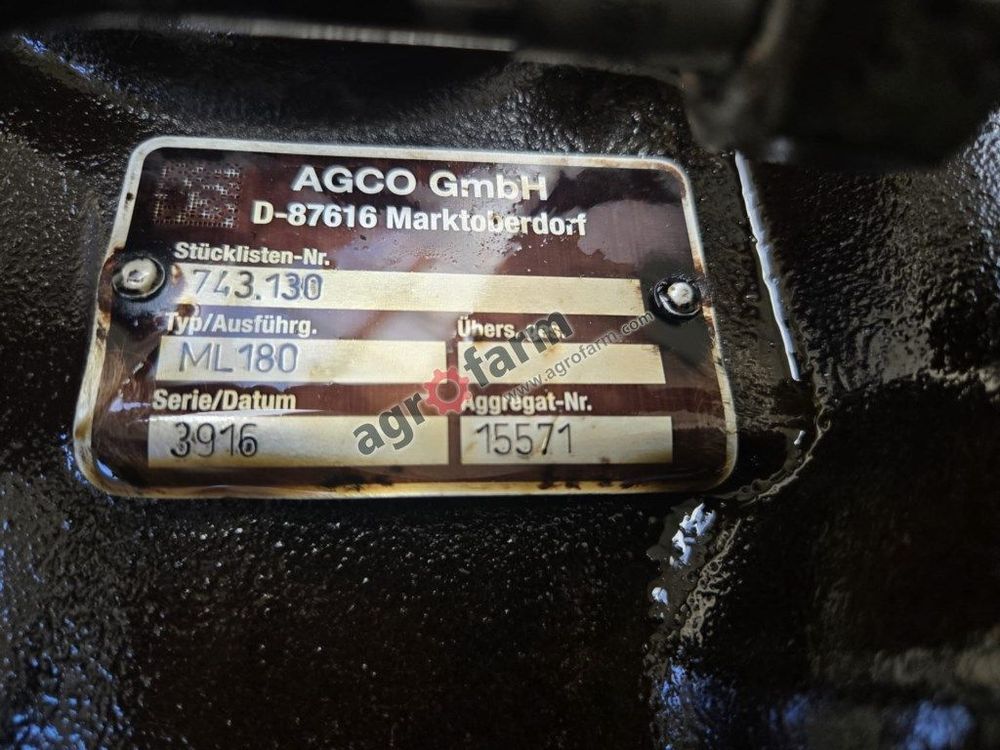 AGCO GmbH
D-87616 Marktoberdorf
Stücklisten-Nr.
743.130
Typ/Ausführg.
Übers.
ML180
Serie/Datum
Aggregat-Nr.
3916
15571
agrofarm
www.agrofarm.com